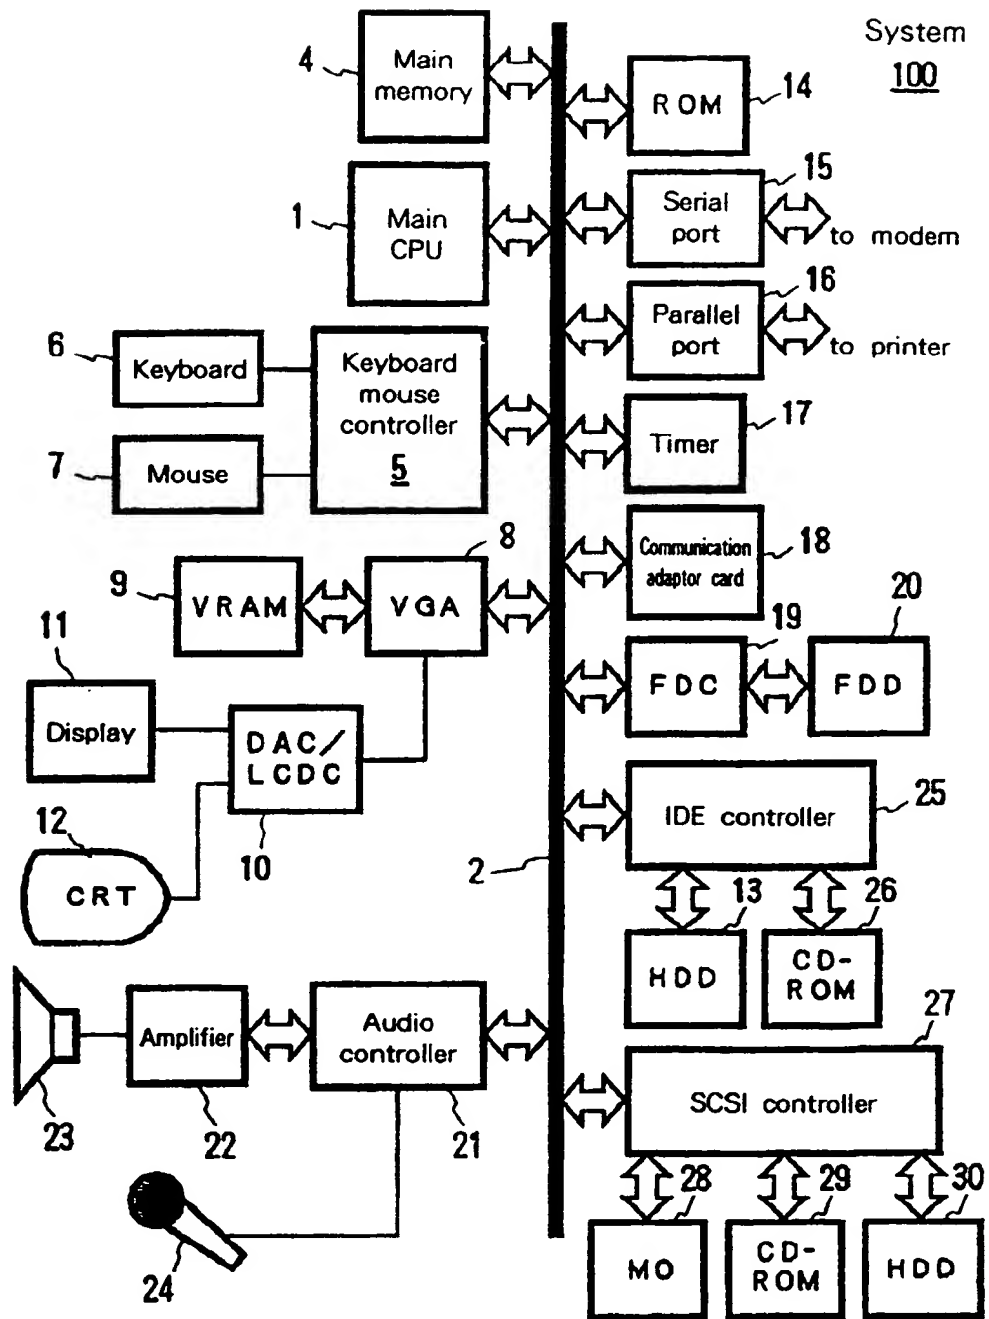 System
100
4
Main
memory
ROM
14
1
Main
CPU
15
Serial
port
to modem
16
Parallel
port
to printer
6
Keyboard
7
Mouse
Keyboard
mouse
controller
5
Timer
17
Communication
adaptor card
18
9
VRAM
8
VGA
19
FDC
20
FDD
11
Display
DAC/
LCDC
10
12
CRT
2
IDE controller
25
13
HDD
26
CD-
ROM
23
Amplifier
22
Audio
controller
21
24
27
SCSI controller
28
MO
29
CD-
ROM
30
HDD